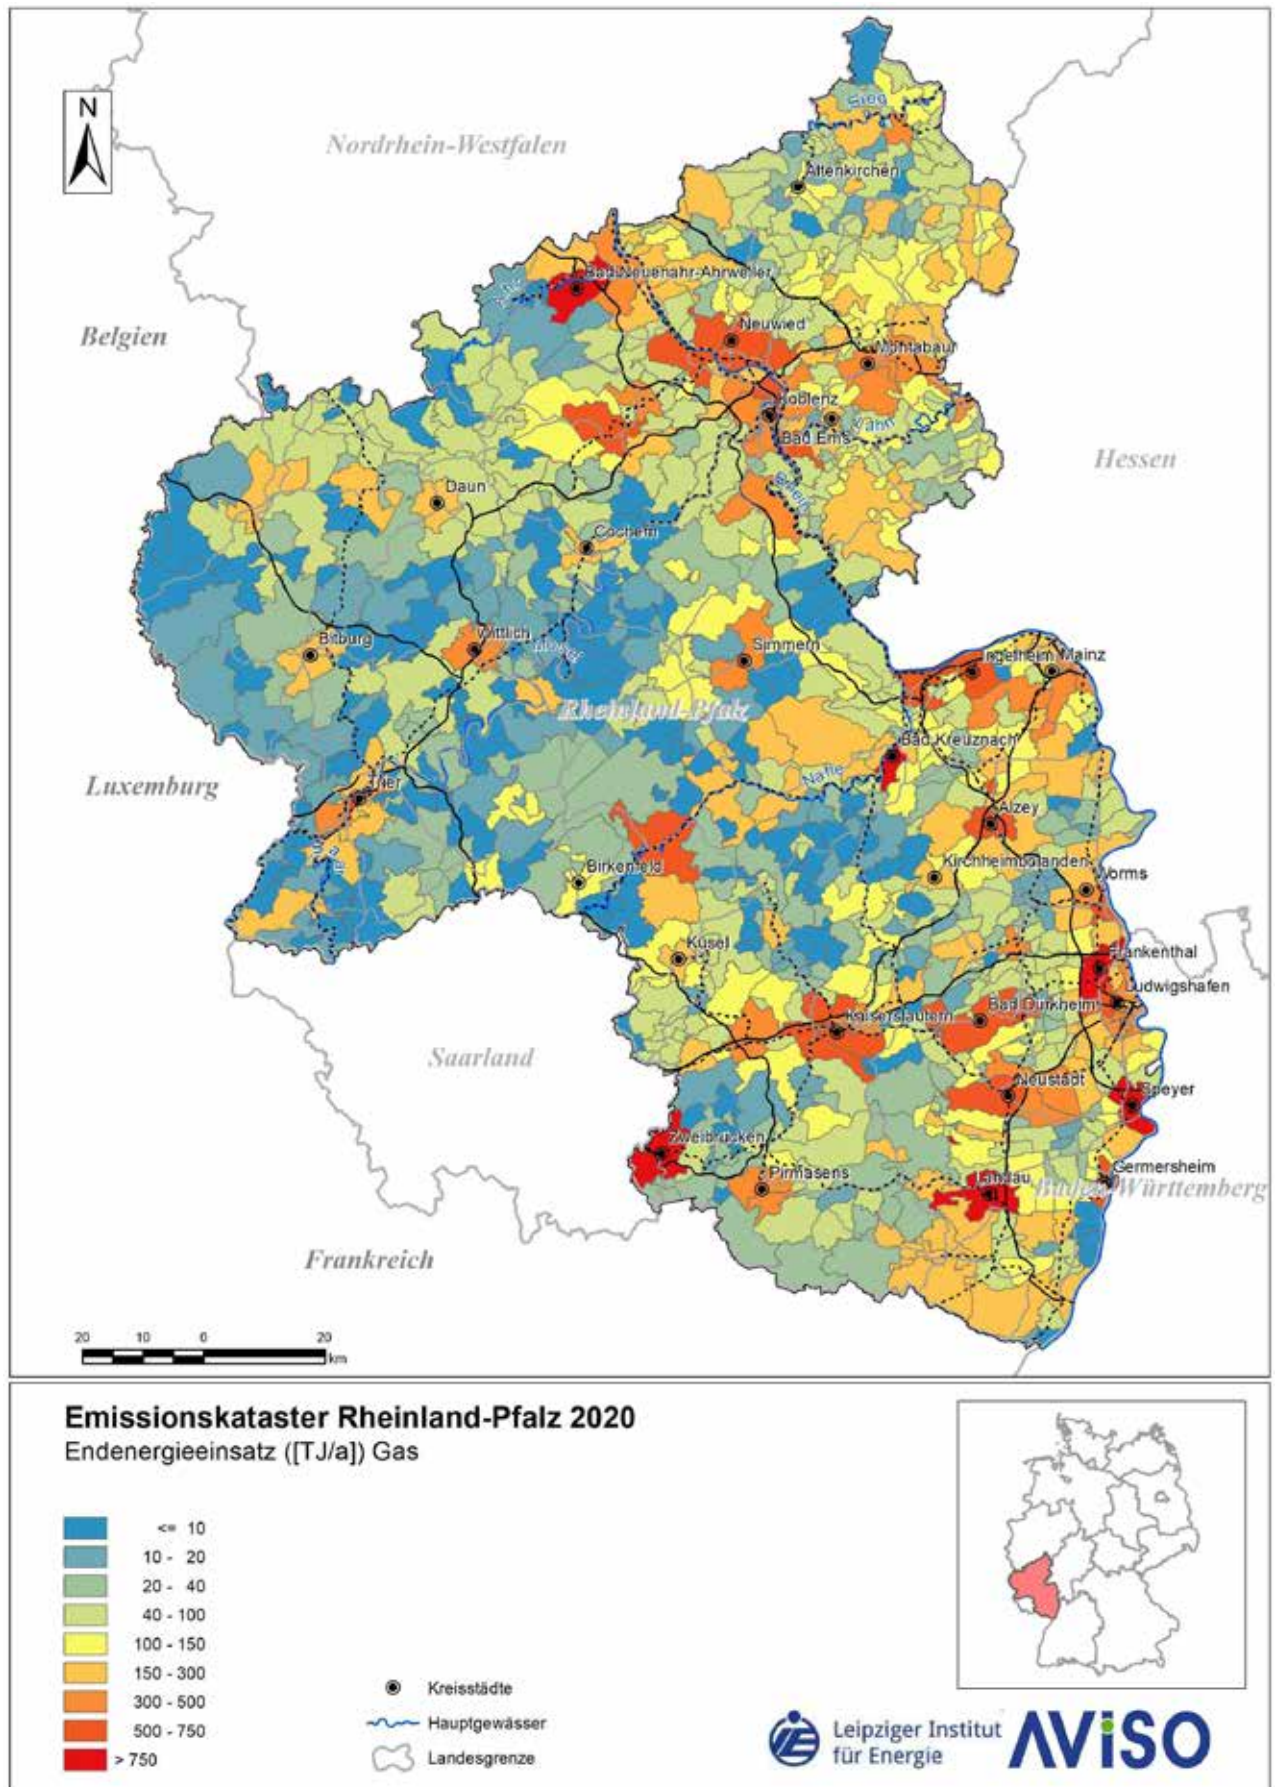 N
Nordrhein-Westfalen
Sieg
Altenkirchen
Bad Neuenahr-Ahrweiler
Ahr
Belgien
Neuwied
Montabaur
Koblenz
Lahn
Bad Ems
Hessen
Rhein
Daun
Cochem
Bitburg
Wittlich
Mosel
Simmern
Ingelheim
Mainz
Rheinland-Pfalz
Bad Kreuznach
Nahe
Luxemburg
Trier
Alzey
Saar
Birkenfeld
Kirchheimbolanden
Worms
Kusel
Frankenthal
Ludwigshafen
Bad Dürkheim
Kaiserslautern
Saarland
Neustadt
Speyer
Zweibrücken
Pirmasens
Landau
Germersheim
Baden-Württemberg
Frankreich
20 10 0 20
km
Emissionskataster Rheinland-Pfalz 2020
Endenergieeinsatz ([TJ/a]) Gas
<= 10
10 - 20
20 - 40
40 - 100
100 - 150
150 - 300
300 - 500
500 - 750
> 750
Kreisstädte
Hauptgewässer
Landesgrenze
Leipziger Institut
für Energie
AViSO